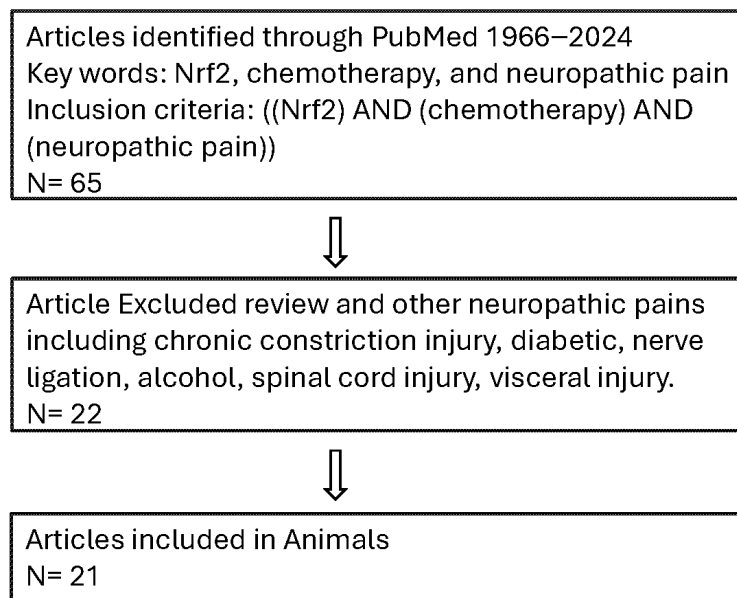 Articles identified through PubMed 1966–2024
Key words: Nrf2, chemotherapy, and neuropathic pain
Inclusion criteria: ((Nrf2) AND (chemotherapy) AND
(neuropathic pain))
N= 65
Article Excluded review and other neuropathic pains
including chronic constriction injury, diabetic, nerve
ligation, alcohol, spinal cord injury, visceral injury.
N= 22
Articles included in Animals
N= 21